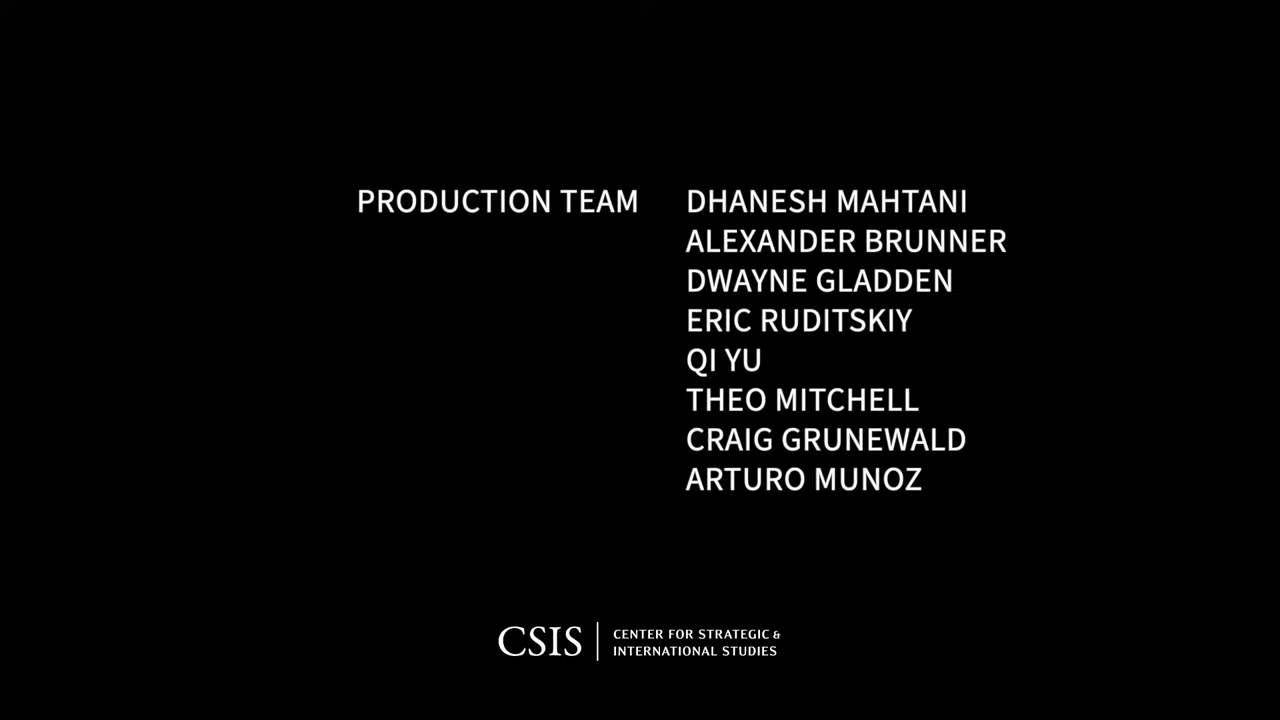 PRODUCTION TEAM DHANESH MAHTANI
ALEXANDER BRUNNER
DWAYNE GLADDEN
ERIC RUDITSKIY
QI YU
THEO MITCHELL
CRAIG GRUNEWALD
ARTURO MUNOZ
CSIS CENTER FOR STRATEGIC &
INTERNATIONAL STUDIES